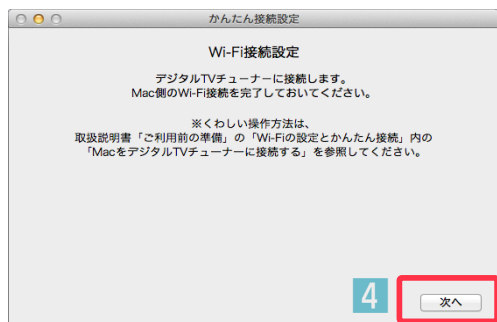 かんたん接続設定
Wi-Fi接続設定
デジタルTVチューナーに接続します。
Mac側のWi-Fi接続を完了しておいてください。
※くわしい操作方法は、
取扱説明書「ご利用前の準備」の「Wi-Fiの設定とかんたん接続」内の
「MacをデジタルTVチューナーに接続する」を参照してください。
4
次へ